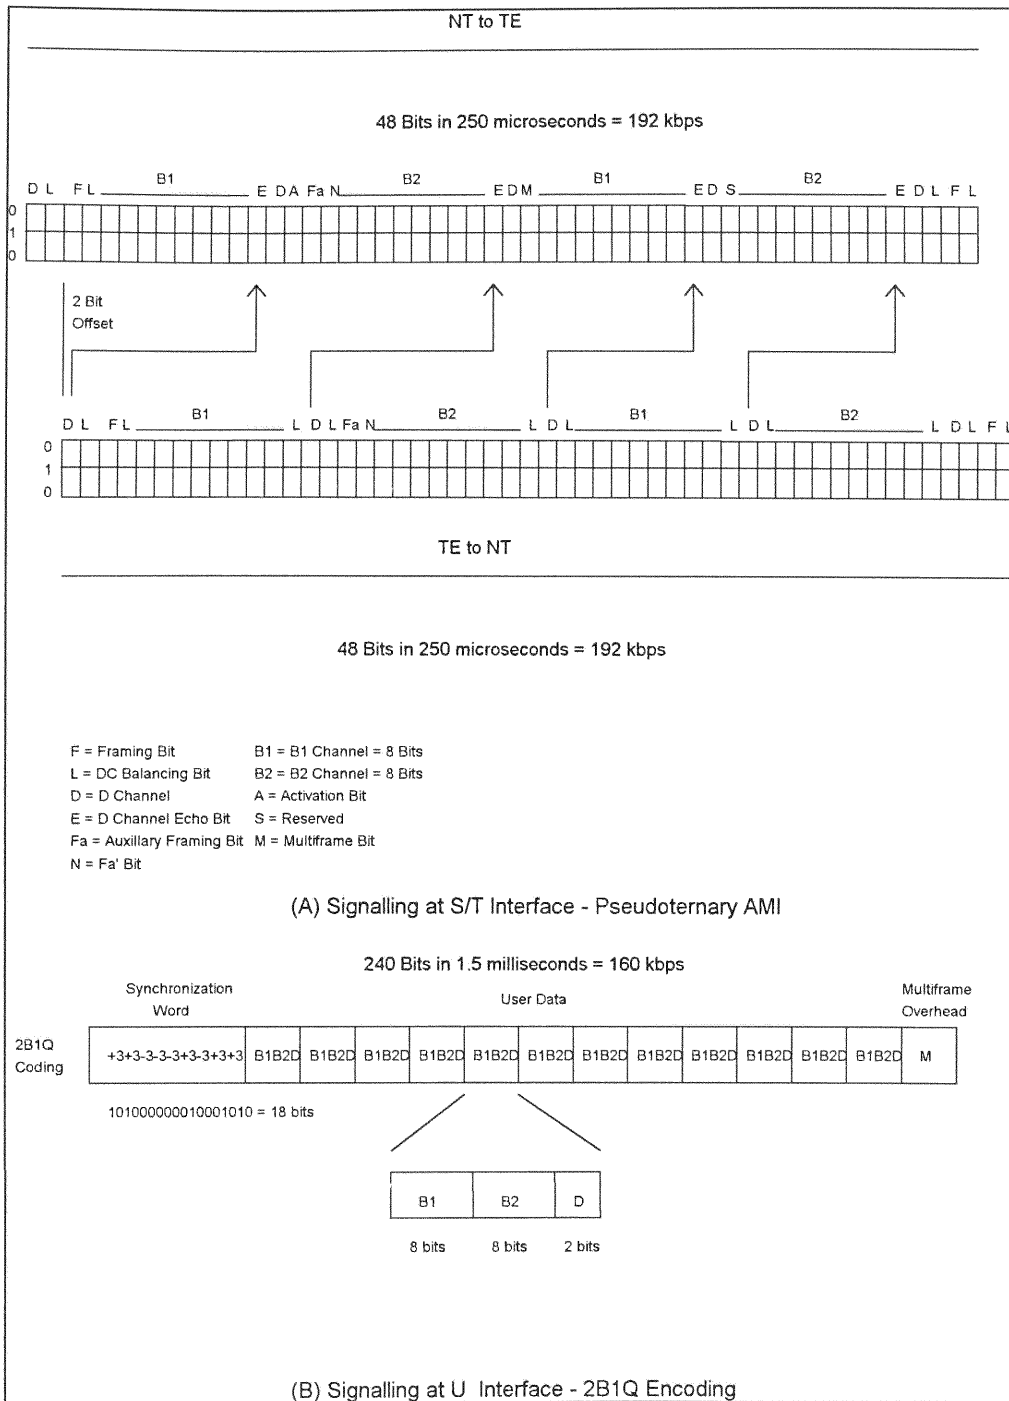 NT to TE
48 Bits in 250 microseconds = 192 kbps
D L F L B1 E D A Fa N B2 E D M B1 E D S B2 E D L F L
0
1
0
2 Bit
Offset
D L F L B1 L D L Fa N B2 L D L B1 L D L B2 L D L F L
0
1
0
TE to NT
48 Bits in 250 microseconds = 192 kbps
F = Framing Bit B1 = B1 Channel = 8 Bits
L = DC Balancing Bit B2 = B2 Channel = 8 Bits
D = D Channel A = Activation Bit
E = D Channel Echo Bit S = Reserved
Fa = Auxillary Framing Bit M = Multiframe Bit
N = Fa' Bit
(A) Signalling at S/T Interface - Pseudoternary AMI
240 Bits in 1.5 milliseconds = 160 kbps
Synchronization
Word
User Data
Multiframe
Overhead
2B1Q
Coding
+3+3-3-3-3+3-3+3+3 B1B2D B1B2D B1B2D B1B2D B1B2D B1B2D B1B2D B1B2D B1B2D B1B2D B1B2D B1B2D M
101000000010001010 = 18 bits
B1 B2 D
8 bits 8 bits 2 bits
(B) Signalling at U Interface - 2B1Q Encoding